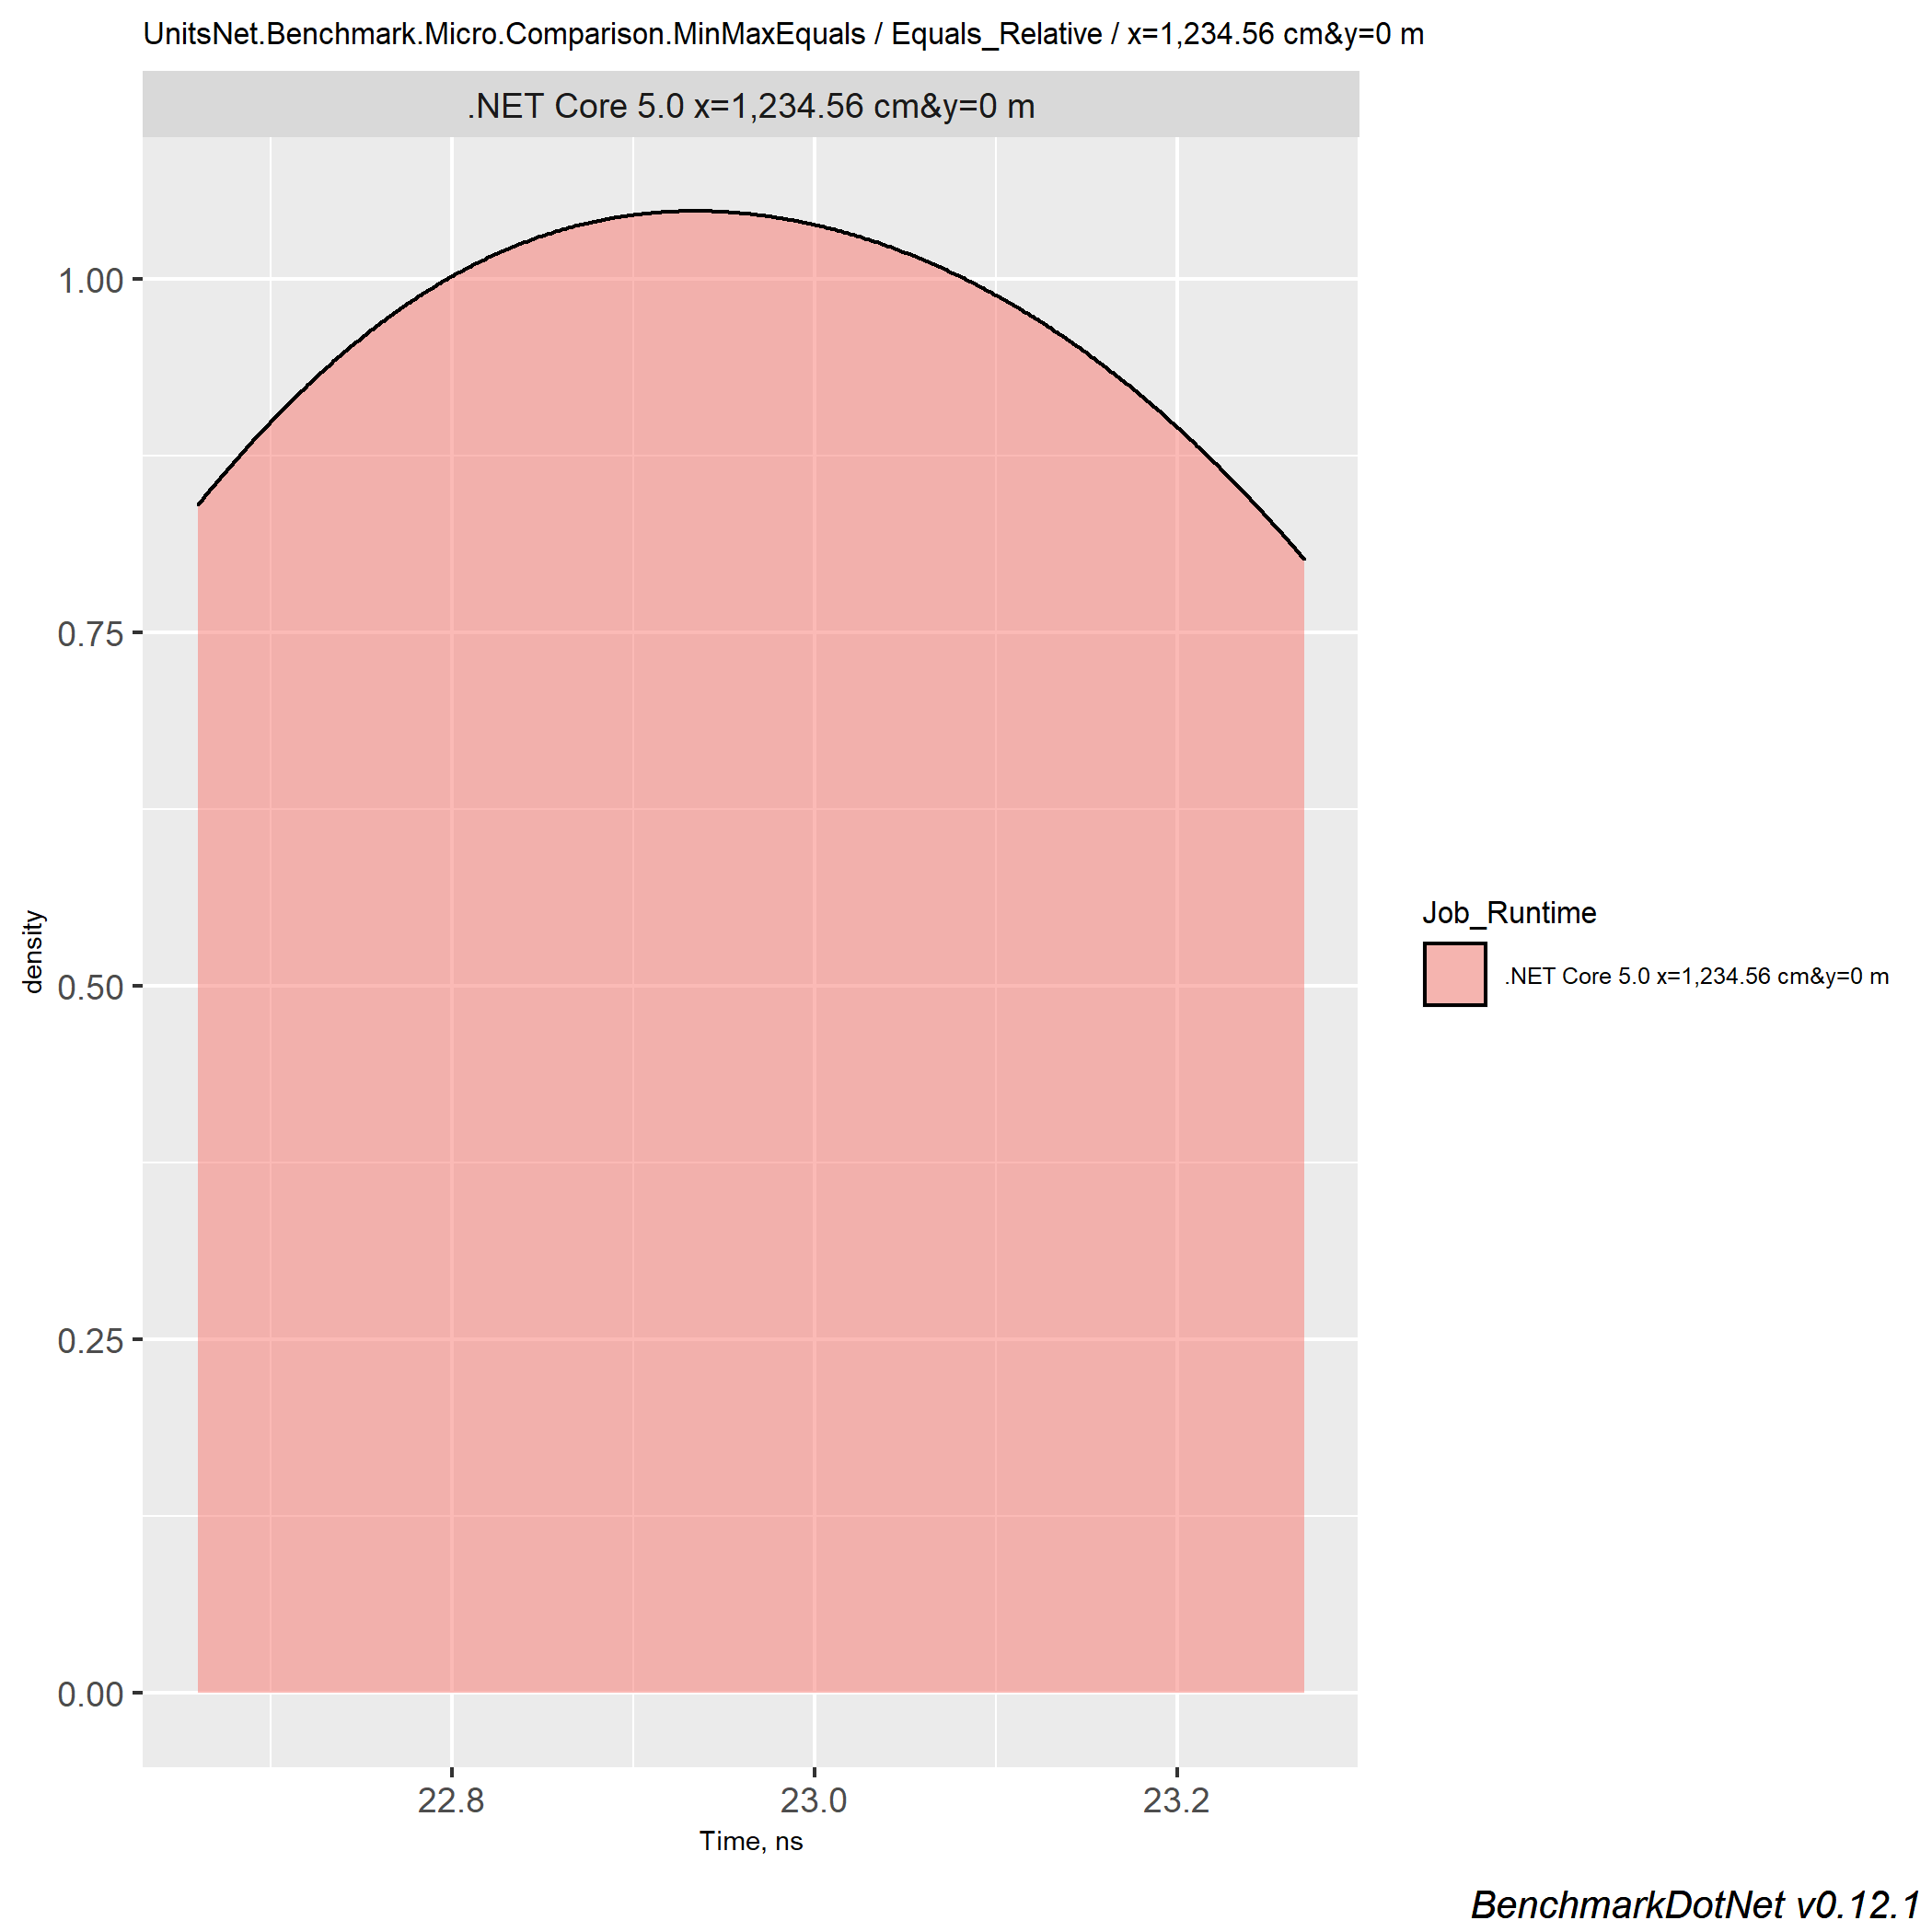 UnitsNet.Benchmark.Micro.Comparison.MinMaxEquals / Equals_Relative / x=1,234.56 cm&y=0 m
.NET Core 5.0 x=1,234.56 cm&y=0 m
1.00
0.75
0.50
0.25
0.00
density
22.8 23.0 23.2
Time, ns
Job_Runtime
.NET Core 5.0 x=1,234.56 cm&y=0 m
BenchmarkDotNet v0.12.1